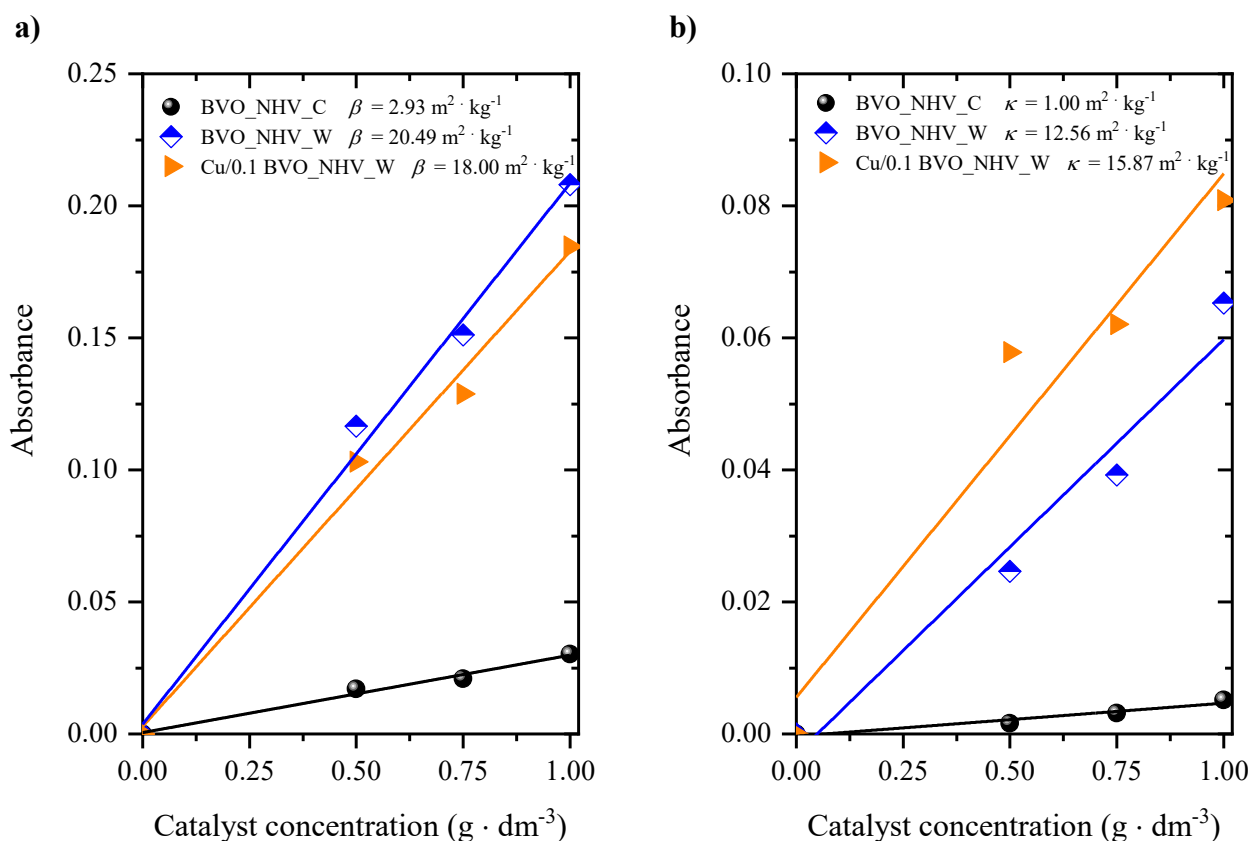 a)
0.25
0.20
0.15
0.10
0.05
0.00
Absorbance
BVO_NHV_C β = 2.93 m² · kg⁻¹
BVO_NHV_W β = 20.49 m² · kg⁻¹
Cu/0.1 BVO_NHV_W β = 18.00 m² · kg⁻¹
0.00 0.25 0.50 0.75 1.00
Catalyst concentration (g · dm⁻³)
b)
0.10
0.08
0.06
0.04
0.02
0.00
Absorbance
BVO_NHV_C κ = 1.00 m² · kg⁻¹
BVO_NHV_W κ = 12.56 m² · kg⁻¹
Cu/0.1 BVO_NHV_W κ = 15.87 m² · kg⁻¹
0.00 0.25 0.50 0.75 1.00
Catalyst concentration (g · dm⁻³)